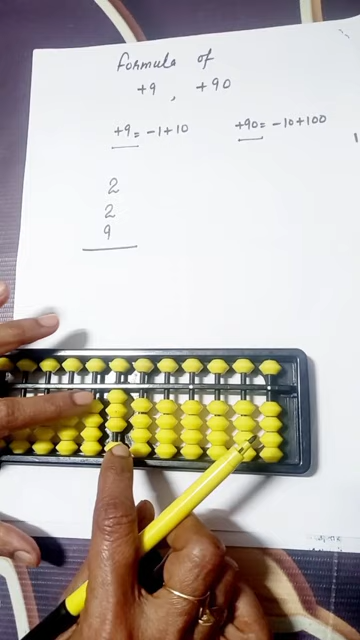 Formula of
+9 , +90
+9 = -1+10
+90= -10+100
2
2
9